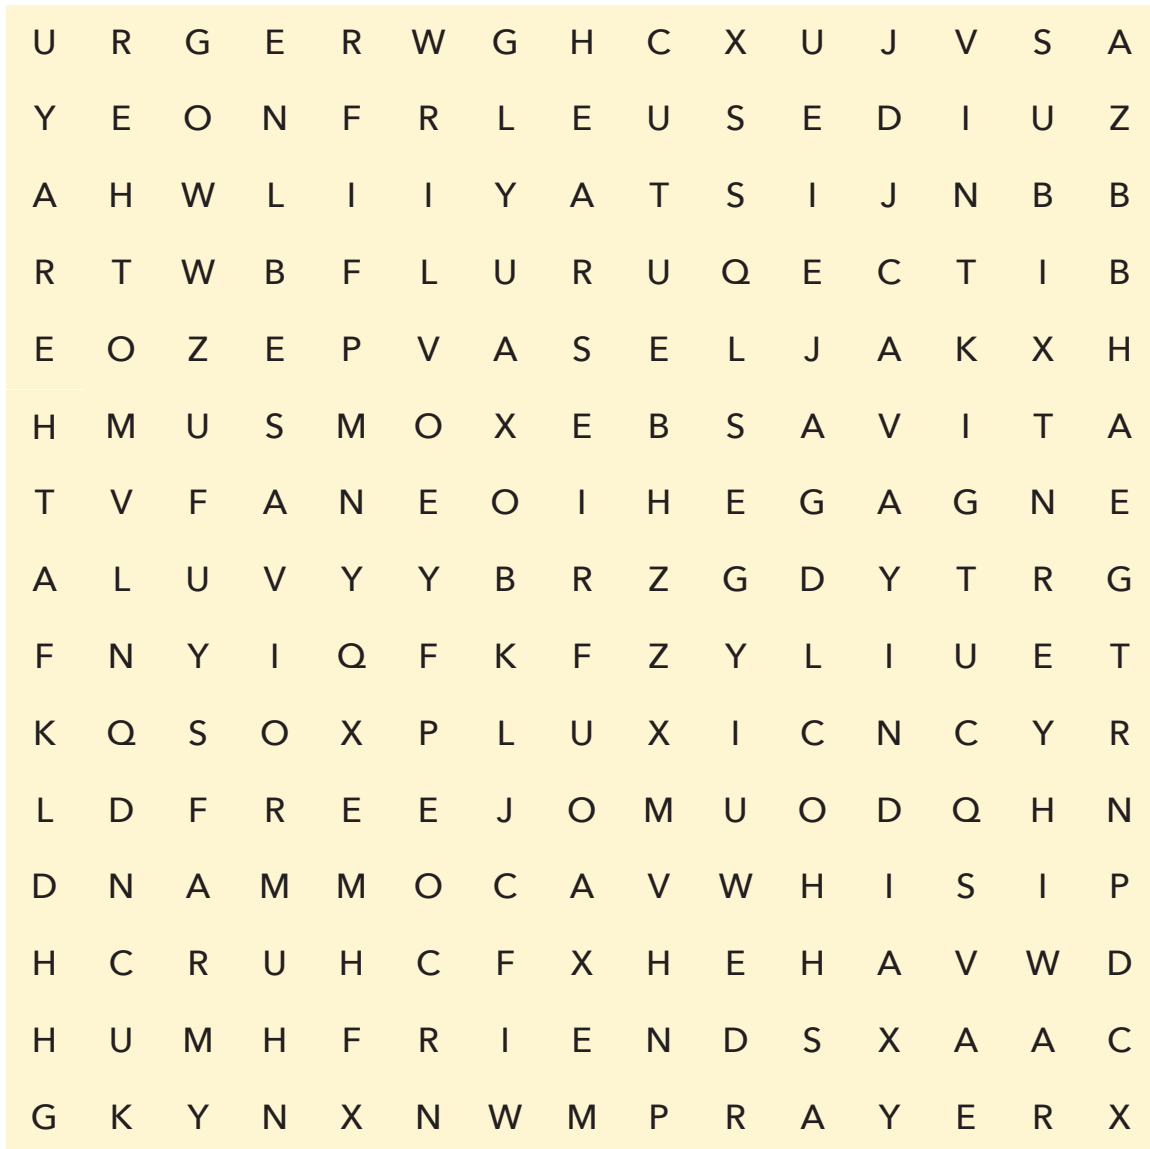 U R G E R W G H C X U J V S A
Y E O N F R L E U S E D I U Z
A H W L I I Y A T S I J N B B
R T W B F L U R U Q E C T I B
E O Z E P V A S E L J A K X H
H M U S M O X E B S A V I T A
T V F A N E O I H E G A G N E
A L U V Y Y B R Z G D Y T R G
F N Y I Q F K F Z Y L I U E T
K Q S O X P L U X I C N C Y R
L D F R E E J O M U O D Q H N
D N A M M O C A V W H I S I P
H C R U H C F X H E H A V W D
H U M H F R I E N D S X A A C
G K Y N X N W M P R A Y E R X